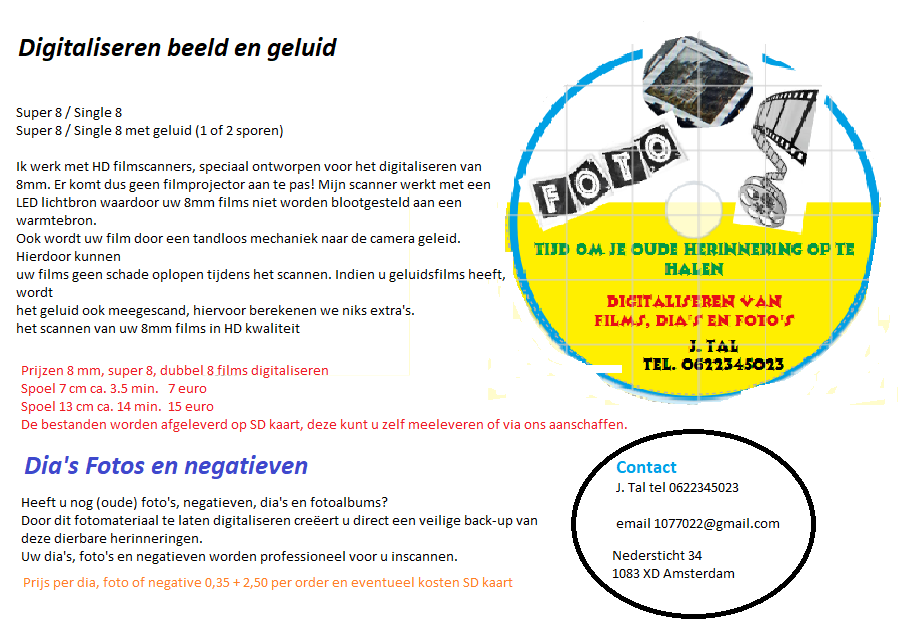 Digitaliseren beeld en geluid
Super 8 / Single 8
Super 8 / Single 8 met geluid (1 of 2 sporen)
Ik werk met HD filmscanners, speciaal ontworpen voor het digitaliseren van
8mm. Er komt dus geen filmprojector aan te pas! Mijn scanner werkt met een
LED lichtbron waardoor uw 8mm films niet worden blootgesteld aan een
warmtebron.
Ook wordt uw film door een tandloos mechaniek naar de camera geleid.
Hierdoor kunnen
uw films geen schade oplopen tijdens het scannen. Indien u geluidsfilms heeft,
wordt
het geluid ook meegescand, hiervoor berekenen we niks extra's.
het scannen van uw 8mm films in HD kwaliteit
FOTO
TIJD OM JE OUDE HERINNERING OP TE
HALEN
DIGITALISEREN VAN
FILMS, DIA'S EN FOTO'S
J. TAL
TEL. 0622345023
Prijzen 8 mm, super 8, dubbel 8 films digitaliseren
Spoel 7 cm ca. 3.5 min. 7 euro
Spoel 13 cm ca. 14 min. 15 euro
De bestanden worden afgeleverd op SD kaart, deze kunt u zelf meeleveren of via ons aanschaffen.
Dia's Fotos en negatieven
Heeft u nog (oude) foto's, negatieven, dia's en fotoalbums?
Door dit fotomateriaal te laten digitaliseren creëert u direct een veilige back-up van
deze dierbare herinneringen.
Uw dia's, foto's en negatieven worden professioneel voor u inscannen.
Prijs per dia, foto of negative 0,35 + 2,50 per order en eventueel kosten SD kaart
Contact
J. Tal tel 0622345023
email 1077022@gmail.com
Nedersticht 34
1083 XD Amsterdam